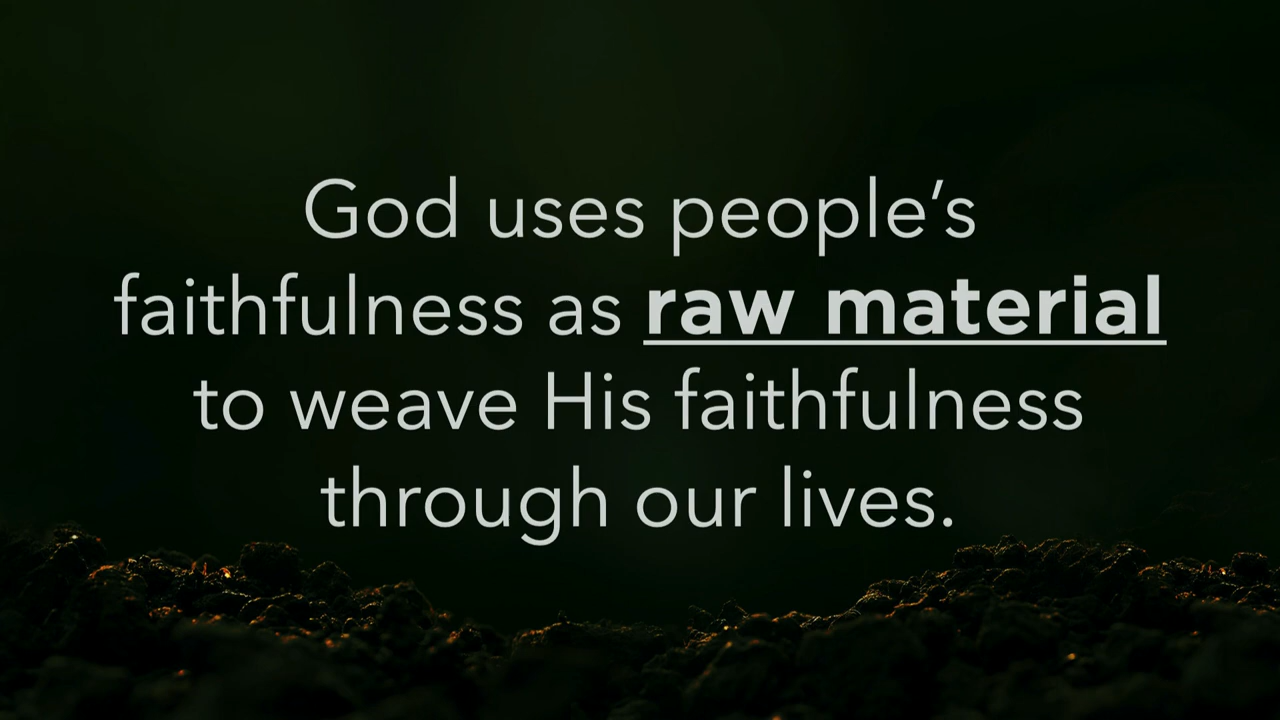 God uses people’s
faithfulness as raw material
to weave His faithfulness
through our lives.